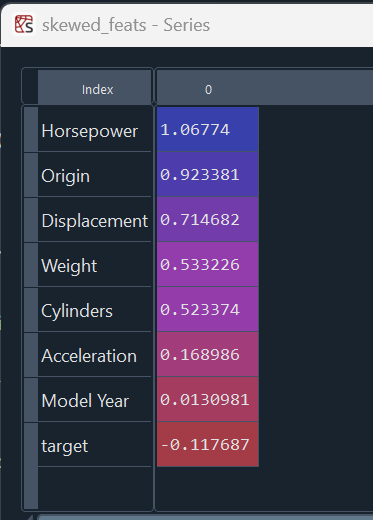 skewed_feats - Series
Index 0
Horsepower 1.06774
Origin 0.923381
Displacement 0.714682
Weight 0.533226
Cylinders 0.523374
Acceleration 0.168986
Model Year 0.0130981
target -0.117687